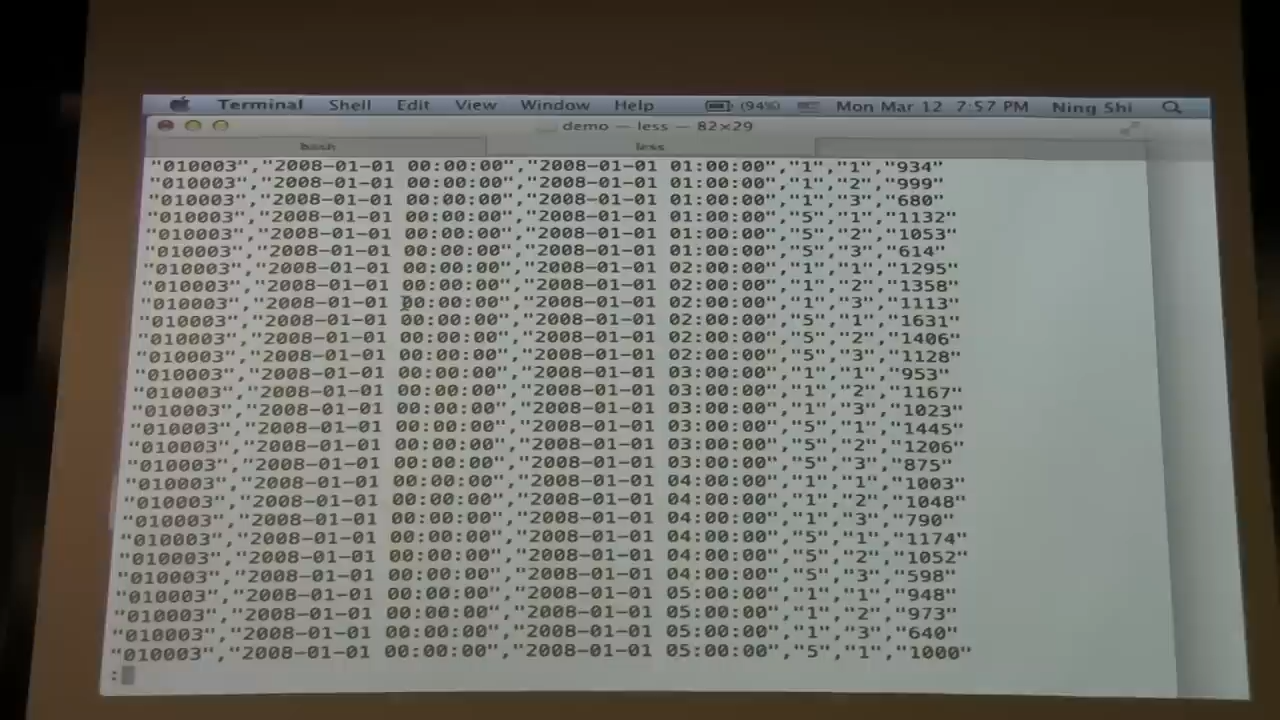 Terminal Shell Edit View Window Help (94%) Mon Mar 12 7:57 PM Ning Shi
demo — less — 82×29
bash less
"010003","2008-01-01 00:00:00","2008-01-01 01:00:00","1","1","934"
"010003","2008-01-01 00:00:00","2008-01-01 01:00:00","1","2","999"
"010003","2008-01-01 00:00:00","2008-01-01 01:00:00","1","3","680"
"010003","2008-01-01 00:00:00","2008-01-01 01:00:00","5","1","1132"
"010003","2008-01-01 00:00:00","2008-01-01 01:00:00","5","2","1053"
"010003","2008-01-01 00:00:00","2008-01-01 01:00:00","5","3","614"
"010003","2008-01-01 00:00:00","2008-01-01 02:00:00","1","1","1295"
"010003","2008-01-01 00:00:00","2008-01-01 02:00:00","1","2","1358"
"010003","2008-01-01 00:00:00","2008-01-01 02:00:00","1","3","1113"
"010003","2008-01-01 00:00:00","2008-01-01 02:00:00","5","1","1631"
"010003","2008-01-01 00:00:00","2008-01-01 02:00:00","5","2","1406"
"010003","2008-01-01 00:00:00","2008-01-01 02:00:00","5","3","1128"
"010003","2008-01-01 00:00:00","2008-01-01 03:00:00","1","1","953"
"010003","2008-01-01 00:00:00","2008-01-01 03:00:00","1","2","1167"
"010003","2008-01-01 00:00:00","2008-01-01 03:00:00","1","3","1023"
"010003","2008-01-01 00:00:00","2008-01-01 03:00:00","5","1","1445"
"010003","2008-01-01 00:00:00","2008-01-01 03:00:00","5","2","1206"
"010003","2008-01-01 00:00:00","2008-01-01 03:00:00","5","3","875"
"010003","2008-01-01 00:00:00","2008-01-01 04:00:00","1","1","1003"
"010003","2008-01-01 00:00:00","2008-01-01 04:00:00","1","2","1048"
"010003","2008-01-01 00:00:00","2008-01-01 04:00:00","1","3","790"
"010003","2008-01-01 00:00:00","2008-01-01 04:00:00","5","1","1174"
"010003","2008-01-01 00:00:00","2008-01-01 04:00:00","5","2","1052"
"010003","2008-01-01 00:00:00","2008-01-01 04:00:00","5","3","598"
"010003","2008-01-01 00:00:00","2008-01-01 05:00:00","1","1","948"
"010003","2008-01-01 00:00:00","2008-01-01 05:00:00","1","2","973"
"010003","2008-01-01 00:00:00","2008-01-01 05:00:00","1","3","640"
"010003","2008-01-01 00:00:00","2008-01-01 05:00:00","5","1","1000"
: